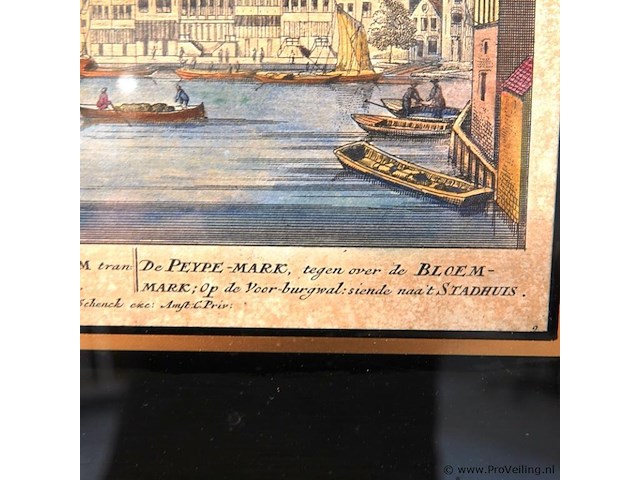 M tran De PEYPE-MARK, tegen over de BLOEM-
MARK; Op de Voor-burgwal: siende naa't STADHUIS.
Schenck exc: Amst: C. Priv:
9
© www.ProVeiling.nl